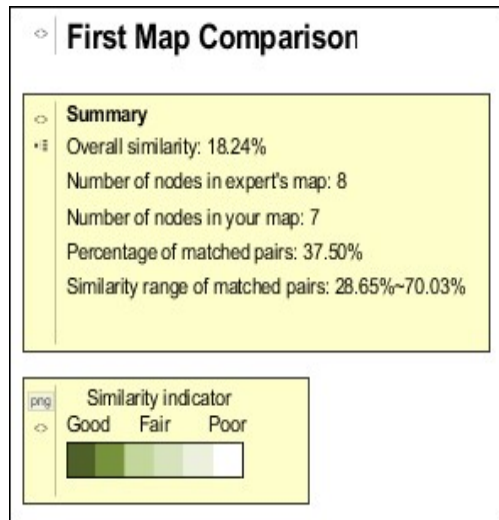 First Map Comparison
Summary
Overall similarity: 18.24%
Number of nodes in expert's map: 8
Number of nodes in your map: 7
Percentage of matched pairs: 37.50%
Similarity range of matched pairs: 28.65%~70.03%
png
Similarity indicator
Good Fair Poor